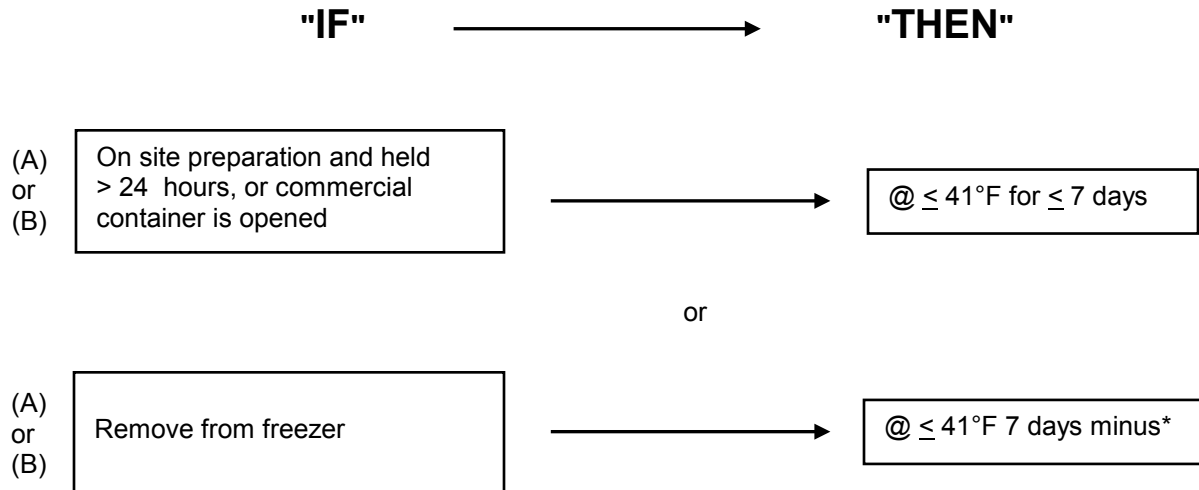 "IF" "THEN"
(A)
or
(B)
On site preparation and held
> 24 hours, or commercial
container is opened
@ < 41°F for < 7 days
or
(A)
or
(B)
Remove from freezer
@ < 41°F 7 days minus*